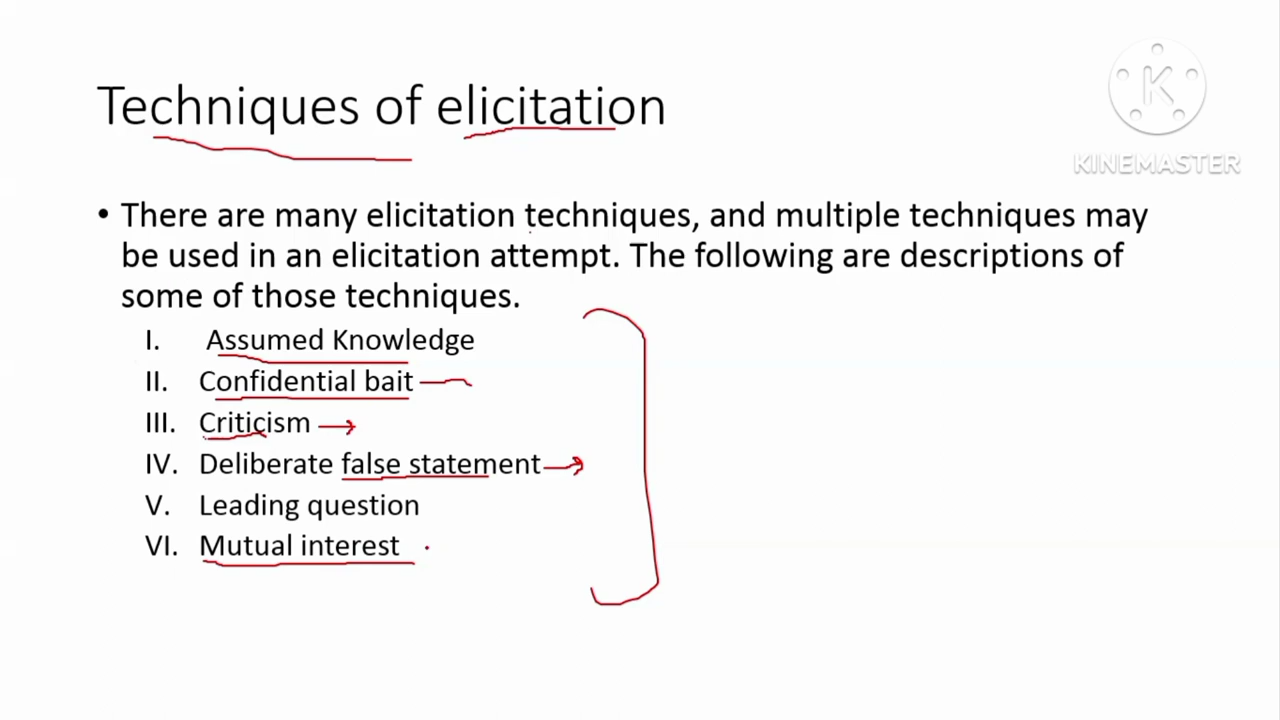 Techniques of elicitation
K
KINEMASTER
• There are many elicitation techniques, and multiple techniques may
be used in an elicitation attempt. The following are descriptions of
some of those techniques.
I. Assumed Knowledge
II. Confidential bait
III. Criticism
IV. Deliberate false statement
V. Leading question
VI. Mutual interest